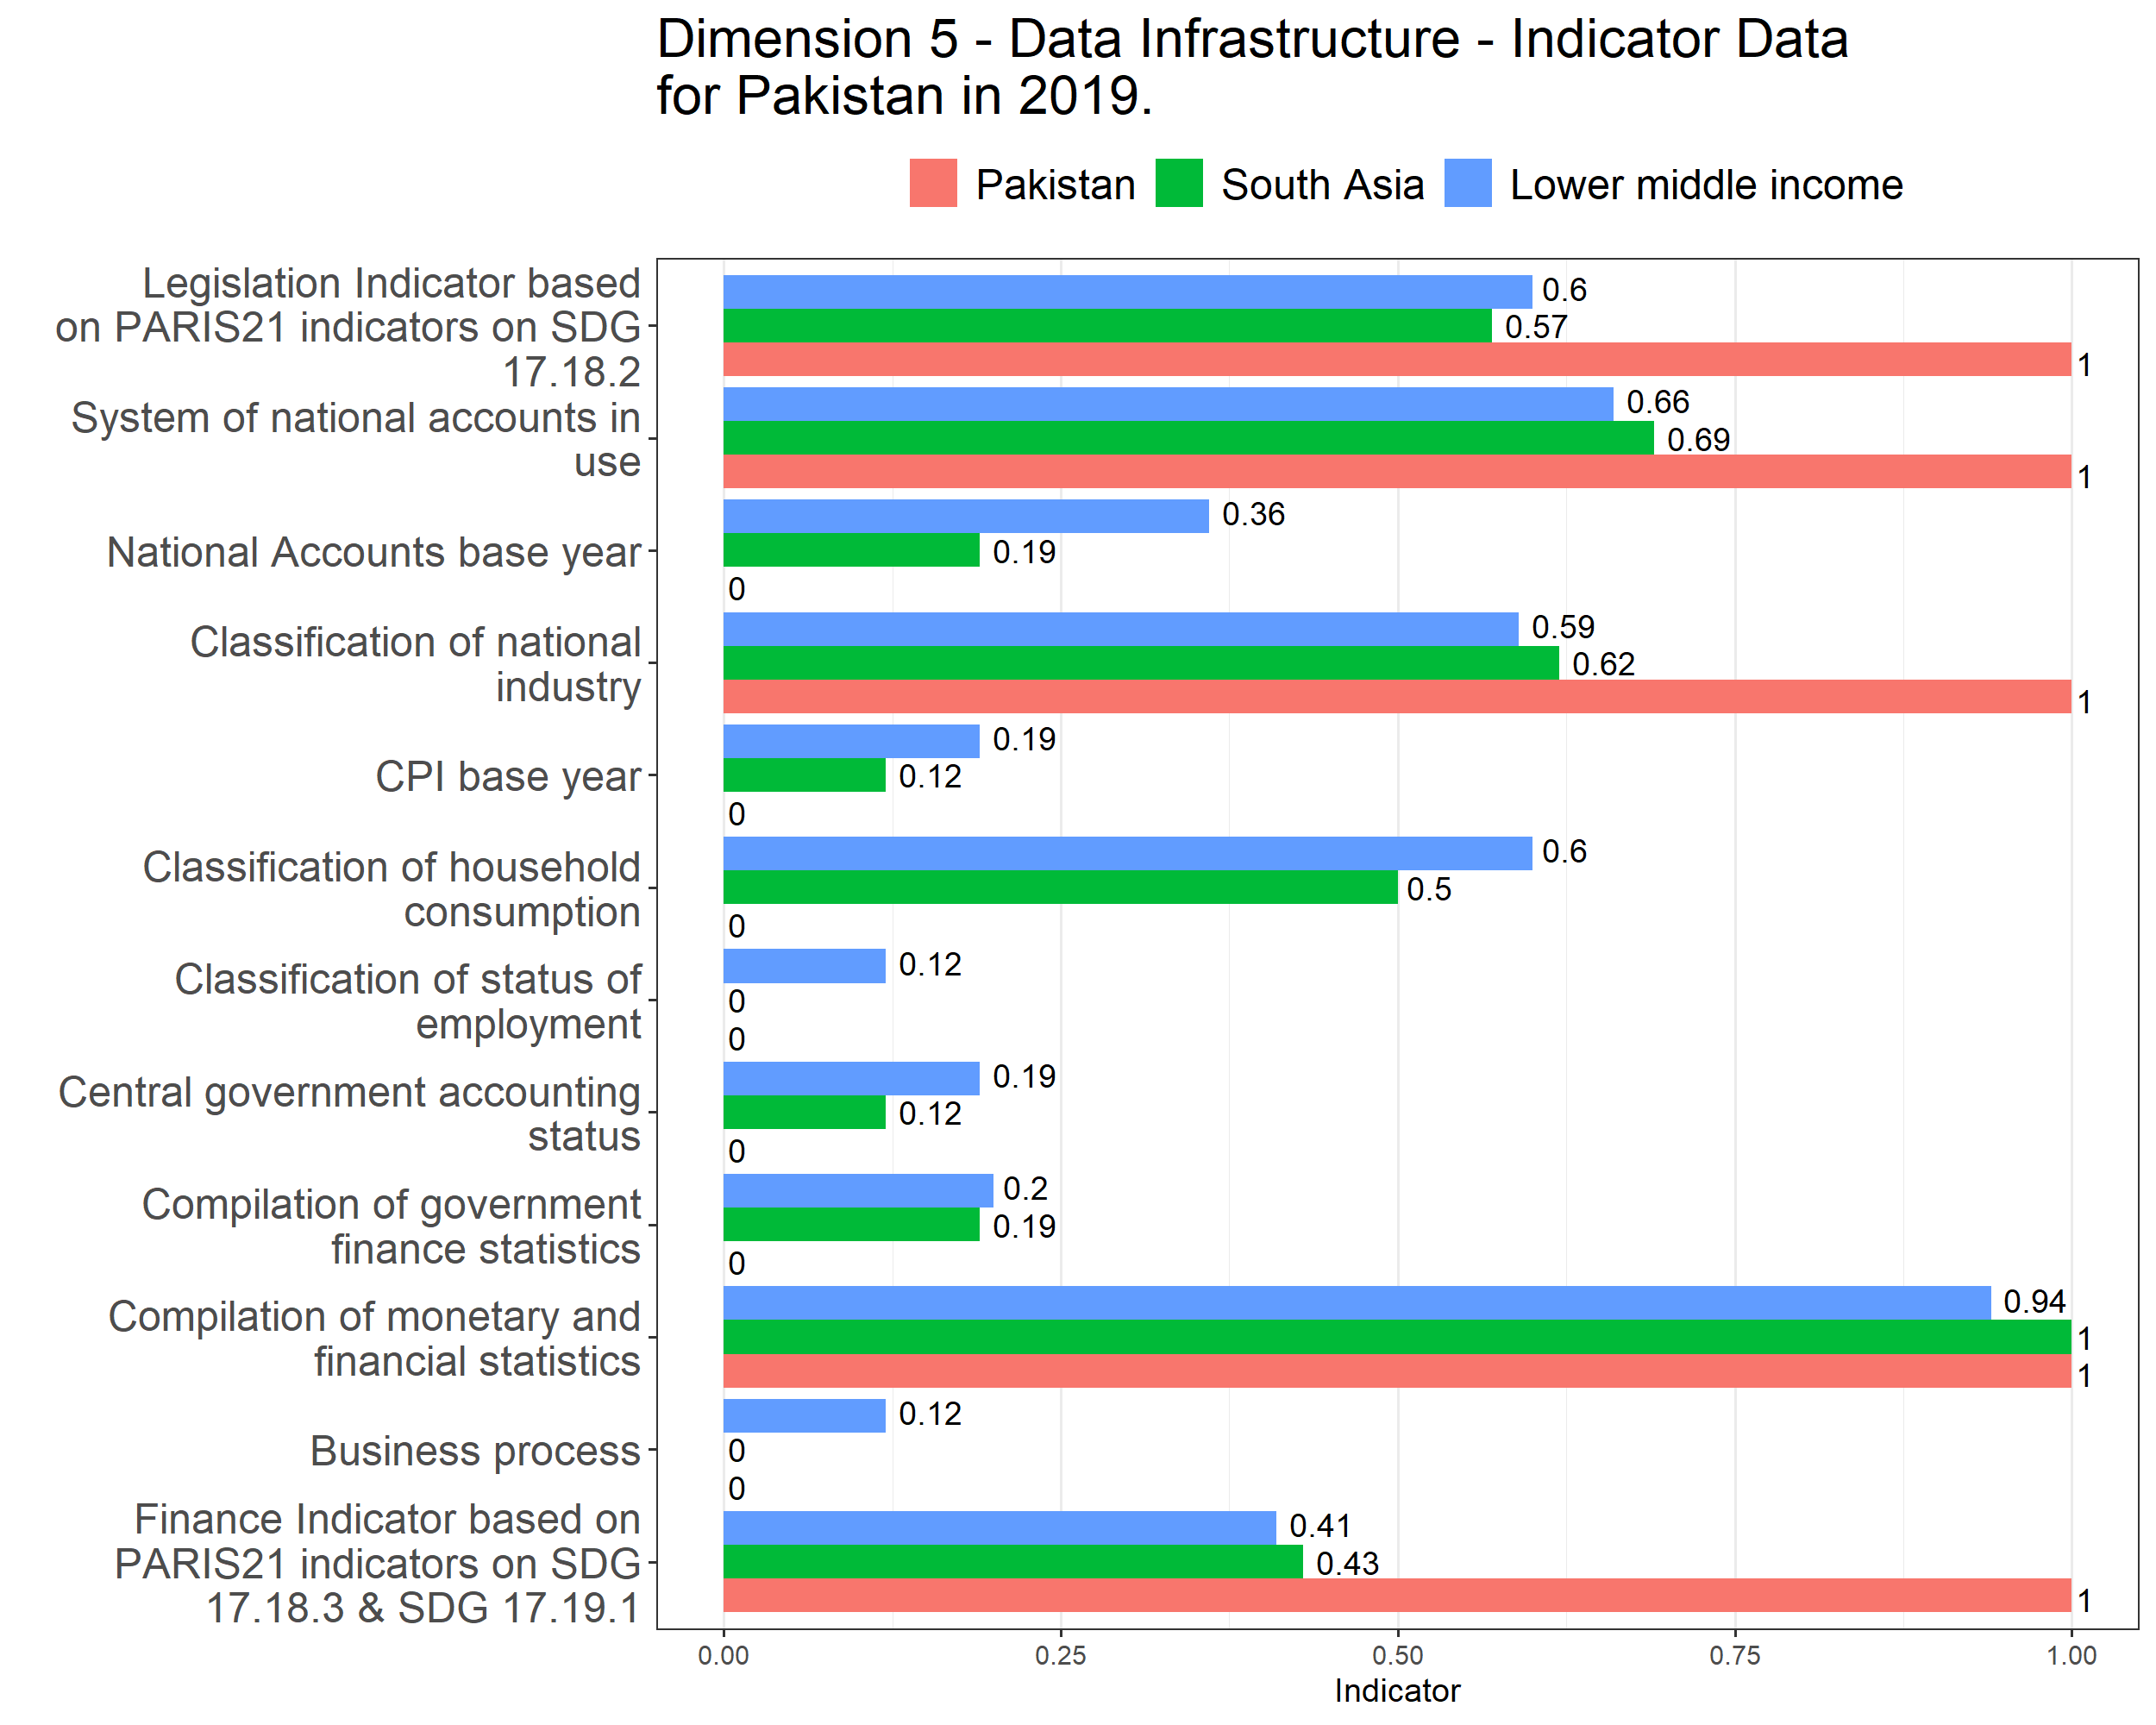 Dimension 5 - Data Infrastructure - Indicator Data
for Pakistan in 2019.
Pakistan South Asia Lower middle income
Legislation Indicator based
on PARIS21 indicators on SDG
17.18.2
0.6
0.57
1
System of national accounts in
use
0.66
0.69
1
National Accounts base year
0.36
0.19
0
Classification of national
industry
0.59
0.62
1
CPI base year
0.19
0.12
0
Classification of household
consumption
0.6
0.5
0
Classification of status of
employment
0.12
0
0
Central government accounting
status
0.19
0.12
0
Compilation of government
finance statistics
0.2
0.19
0
Compilation of monetary and
financial statistics
0.94
1
1
Business process
0.12
0
0
Finance Indicator based on
PARIS21 indicators on SDG
17.18.3 & SDG 17.19.1
0.41
0.43
1
0.00 0.25 0.50 0.75 1.00
Indicator